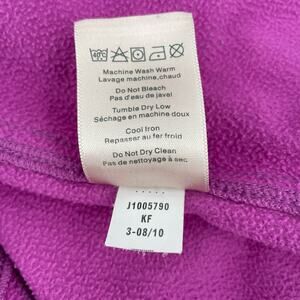 Machine Wash Warm
Lavage machine,chaud
Do Not Bleach
Pas d'eau de javel
Tumble Dry Low
Séchage en machine doux
Cool Iron
Repasser au fer froid
Do Not Dry Clean
Pas de nettoyage à sec
J1005790
KF
3-08/10